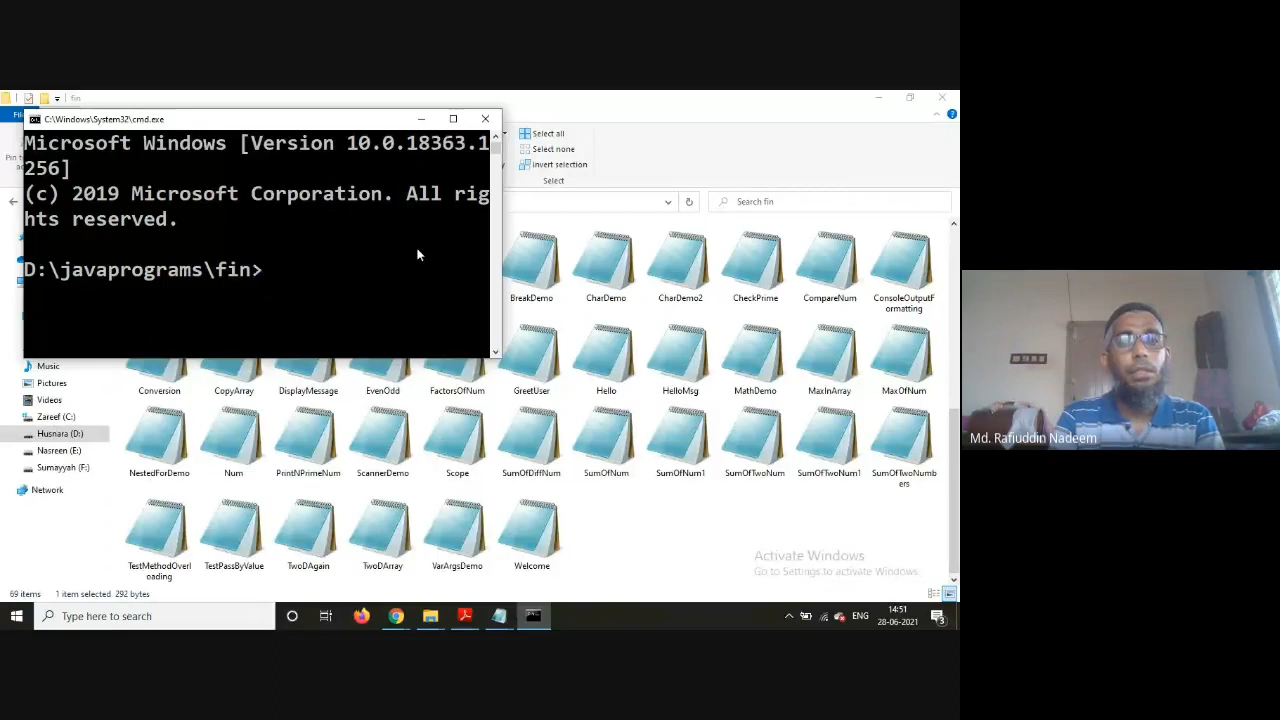 fin
C:\Windows\System32\cmd.exe
Microsoft Windows [Version 10.0.18363.1
256]
(c) 2019 Microsoft Corporation. All rig
hts reserved.
D:\javaprograms\fin>
Select all
Select none
Invert selection
Select
Search fin
BreakDemo
CharDemo
CharDemo2
CheckPrime
CompareNum
ConsoleOutputF
ormatting
Music
Pictures
Videos
Zareef (C:)
Husnara (D:)
Nasreen (E:)
Sumayyah (F:)
Network
Conversion
CopyArray
DisplayMessage
EvenOdd
FactorsOfNum
GreetUser
Hello
HelloMsg
MathDemo
MaxInArray
MaxOfNum
NestedForDemo
Num
PrintNPrimeNum
ScannerDemo
Scope
SumOfDiffNum
SumOfNum
SumOfNum1
SumOfTwoNum
SumOfTwoNum1
SumOfTwoNumb
ers
TestMethodOverl
oading
TestPassByValue
TwoDAgain
TwoDArray
VarArgsDemo
Welcome
Activate Windows
Go to Settings to activate Windows.
69 items
1 item selected 292 bytes
Type here to search
ENG
14:51
28-06-2021
3
Md. Rafiuddin Nadeem